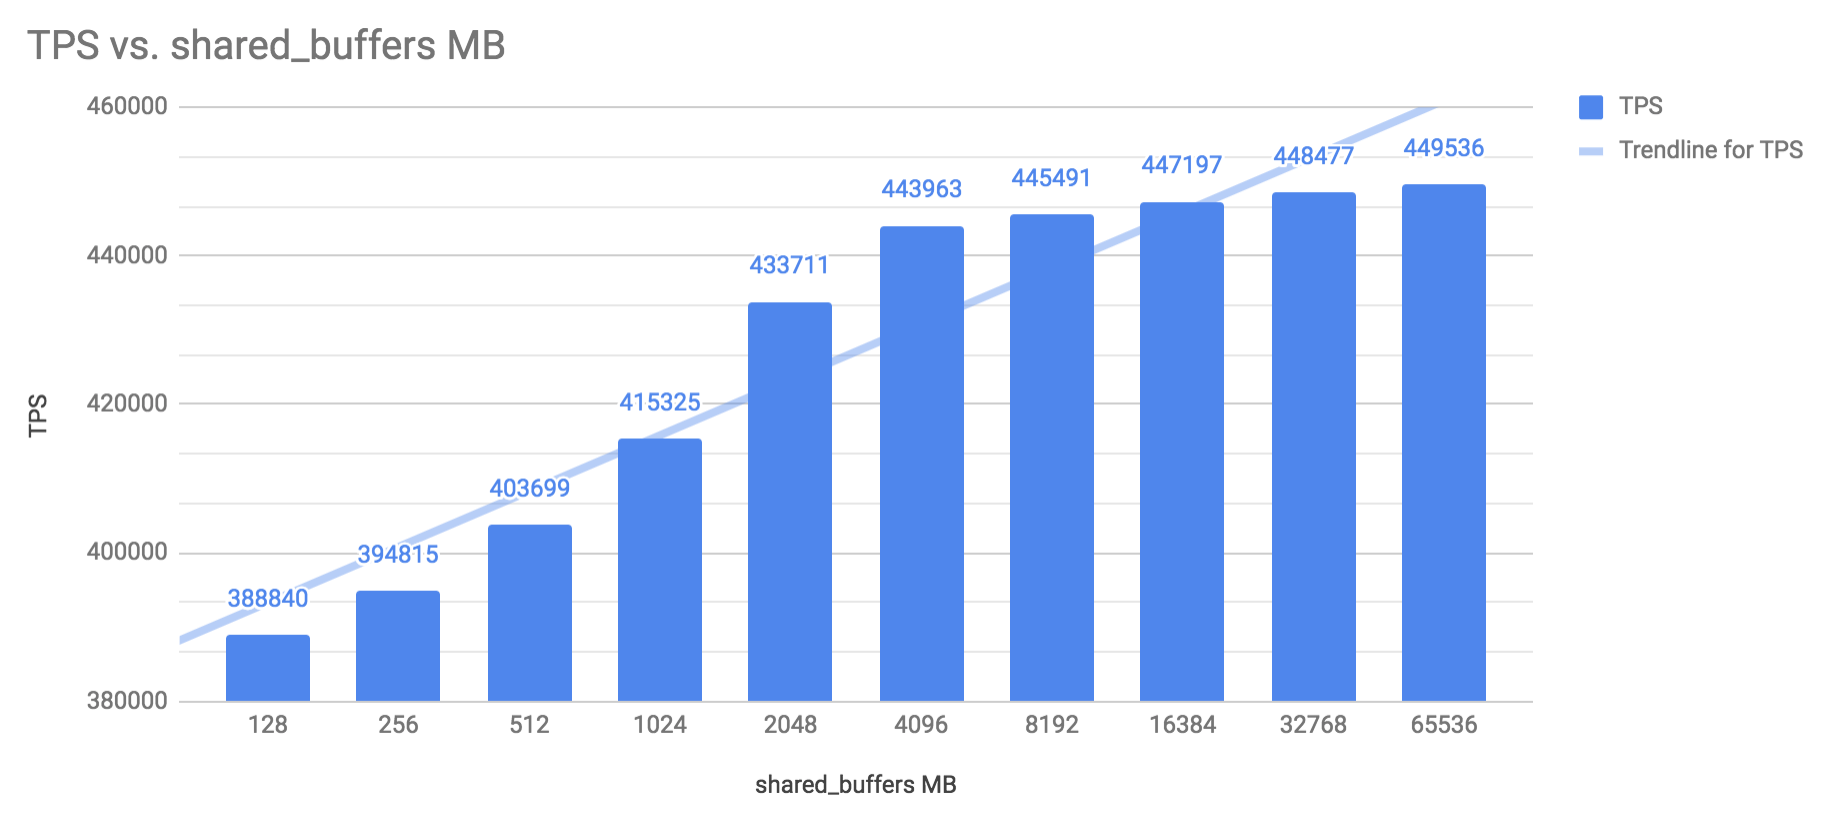 TPS vs. shared_buffers MB
TPS
Trendline for TPS
460000
440000
420000
400000
380000
TPS
388840
394815
403699
415325
433711
443963
445491
447197
448477
449536
128 256 512 1024 2048 4096 8192 16384 32768 65536
shared_buffers MB